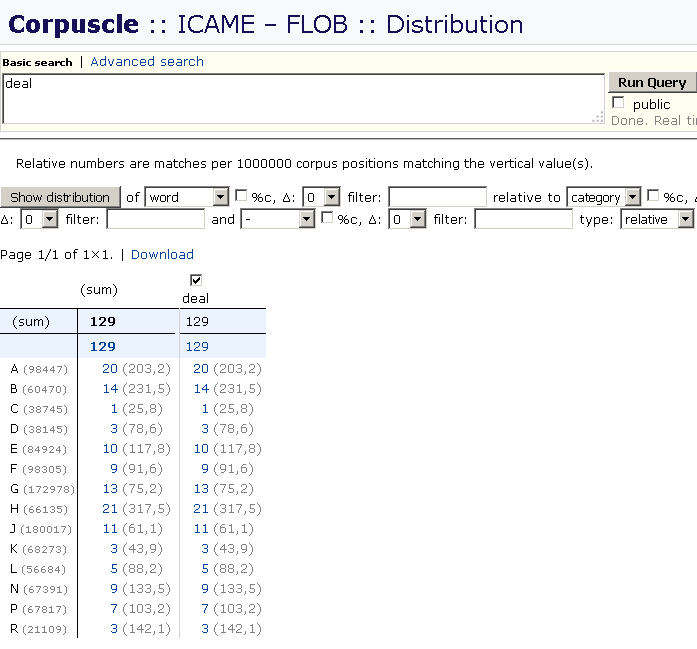 Corpuscle :: ICAME – FLOB :: Distribution
Basic search | Advanced search
deal
Run Query
public
Done. Real ti
Relative numbers are matches per 1000000 corpus positions matching the vertical value(s).
Show distribution of word %c, Δ: 0 filter: relative to category %c,
Δ: 0 filter: and - %c, Δ: 0 filter: type: relative
Page 1/1 of 1×1. | Download
(sum) deal
(sum) 129 129
129 129
A (98447) 20 (203,2) 20 (203,2)
B (60470) 14 (231,5) 14 (231,5)
C (38745) 1 (25,8) 1 (25,8)
D (38145) 3 (78,6) 3 (78,6)
E (84924) 10 (117,8) 10 (117,8)
F (98305) 9 (91,6) 9 (91,6)
G (172978) 13 (75,2) 13 (75,2)
H (66135) 21 (317,5) 21 (317,5)
J (180017) 11 (61,1) 11 (61,1)
K (68273) 3 (43,9) 3 (43,9)
L (56684) 5 (88,2) 5 (88,2)
N (67391) 9 (133,5) 9 (133,5)
P (67817) 7 (103,2) 7 (103,2)
R (21109) 3 (142,1) 3 (142,1)